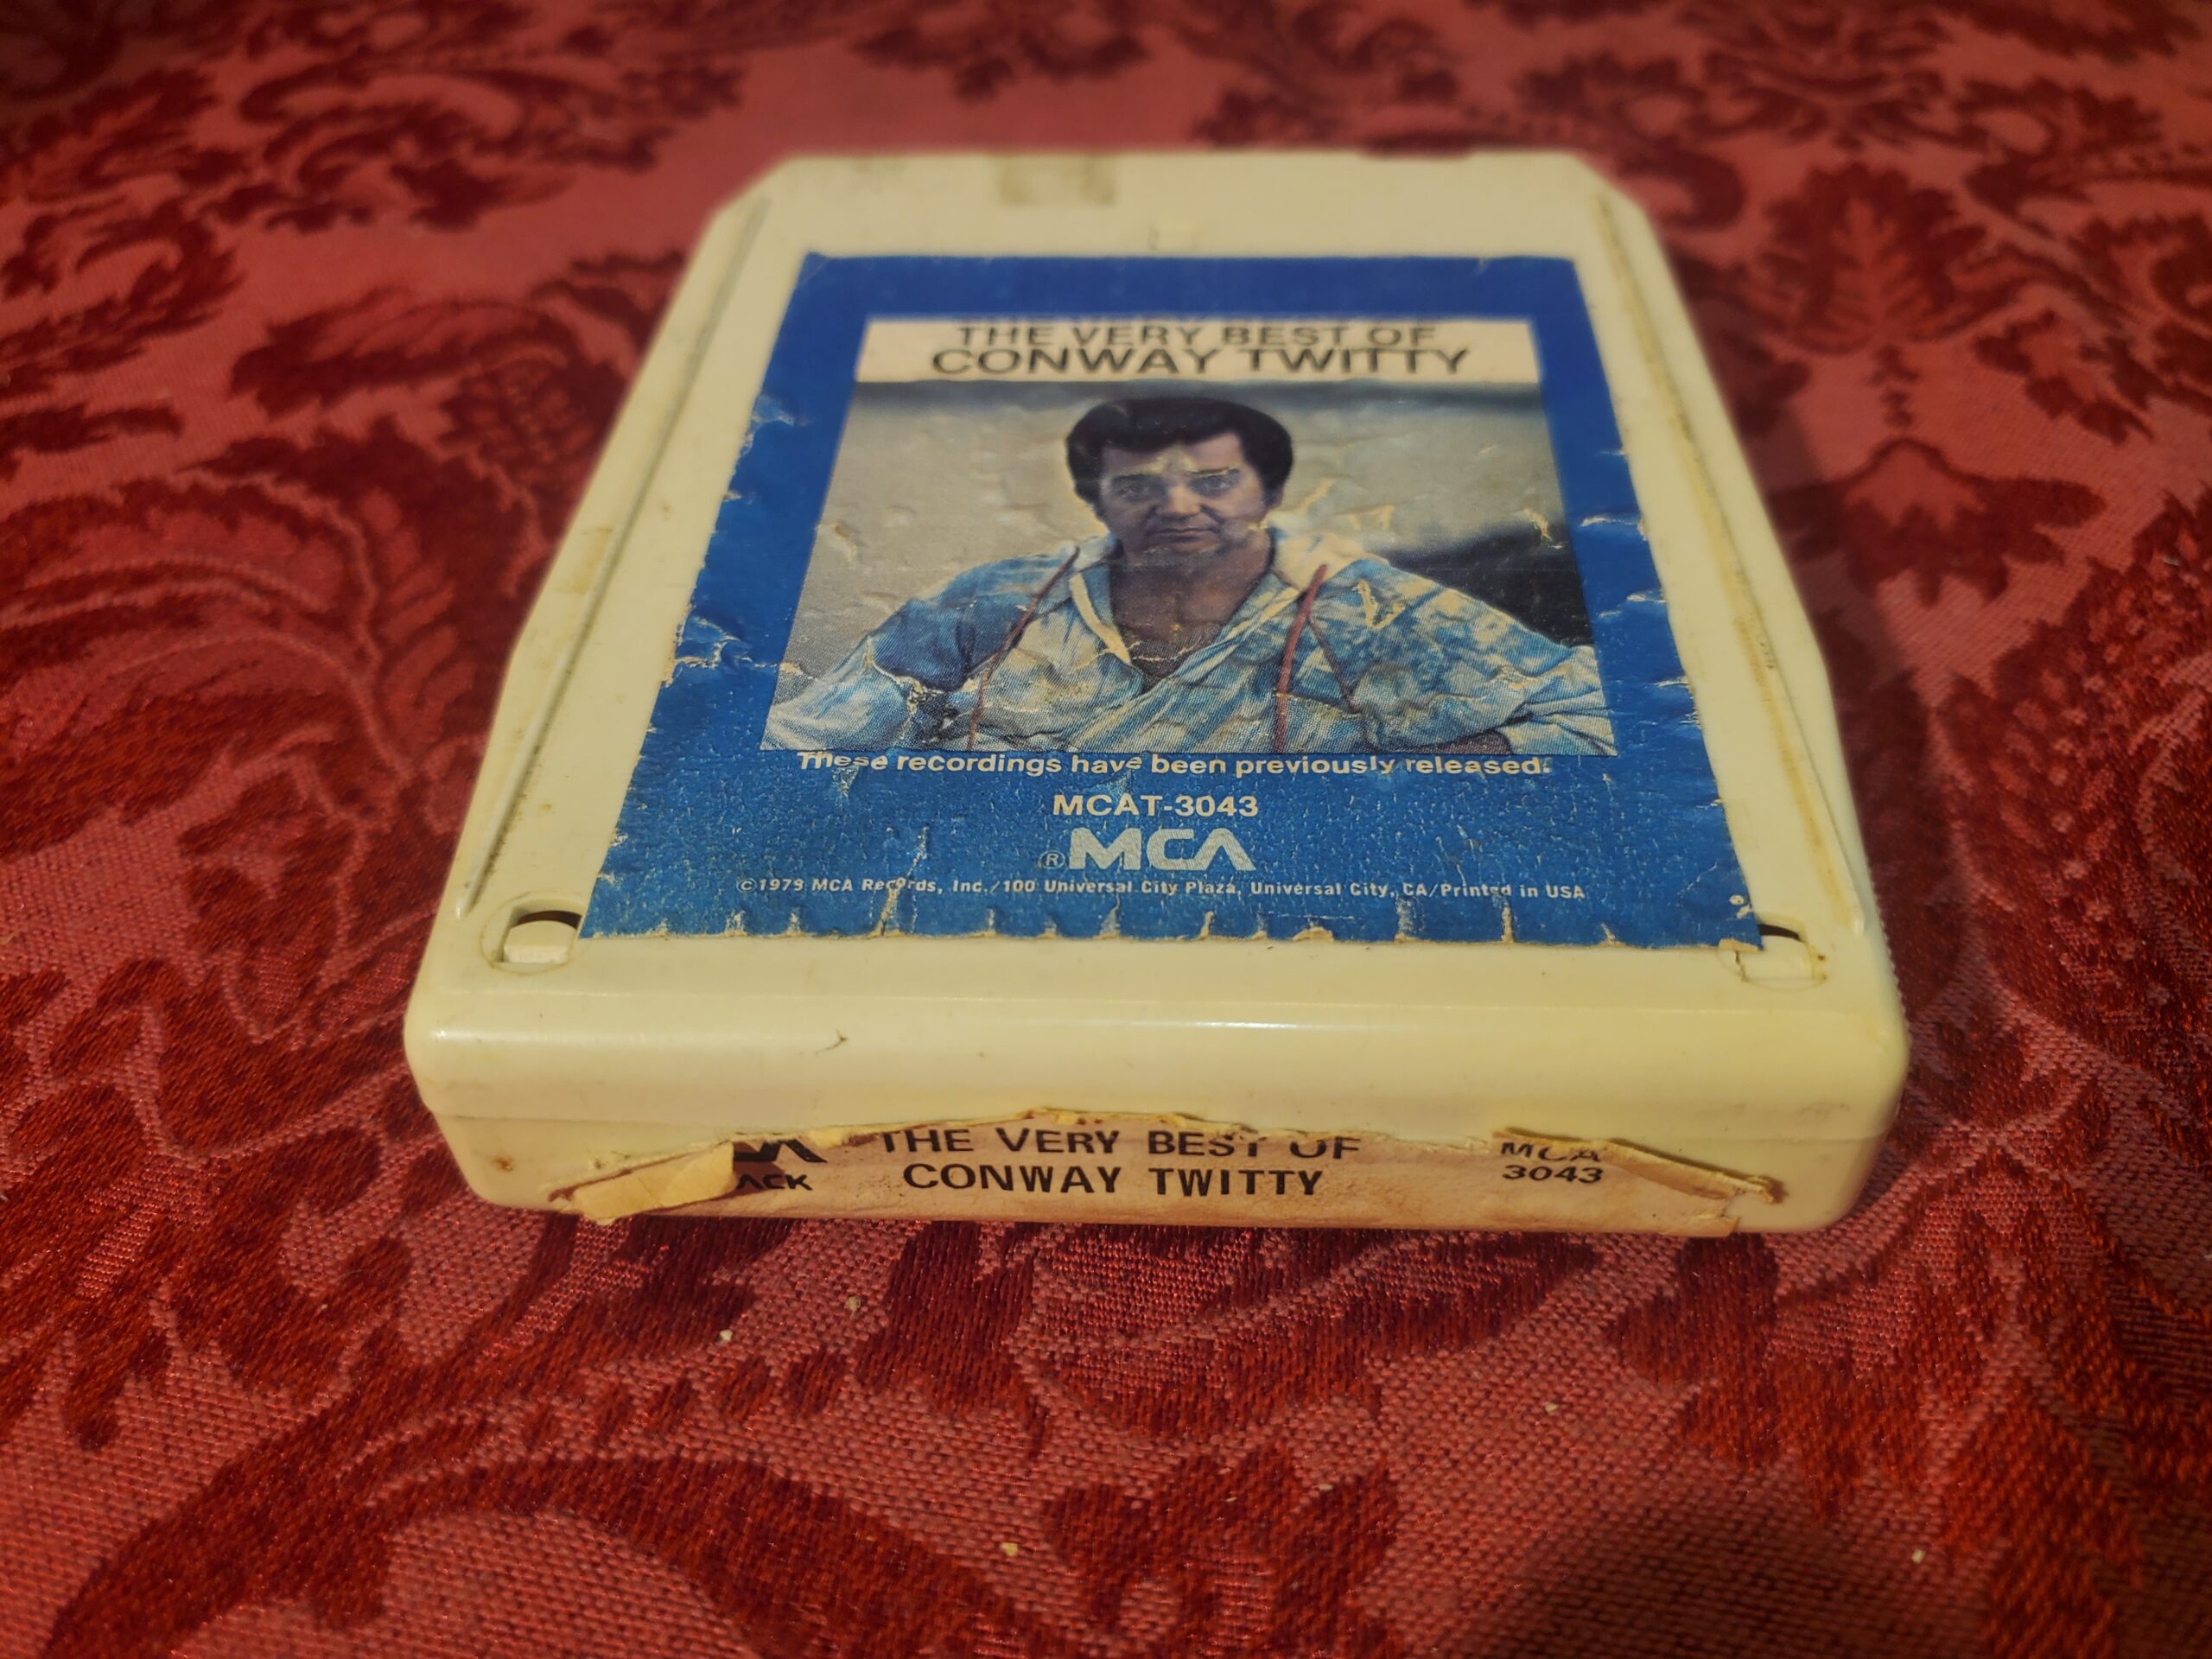 THE VERY BEST OF
CONWAY TWITTY
These recordings have been previously released.
MCAT-3043
®MCA
©1979 MCA Records, Inc./100 Universal City Plaza, Universal City, CA/Printed in USA
THE VERY BEST OF
CONWAY TWITTY
MCA
3043